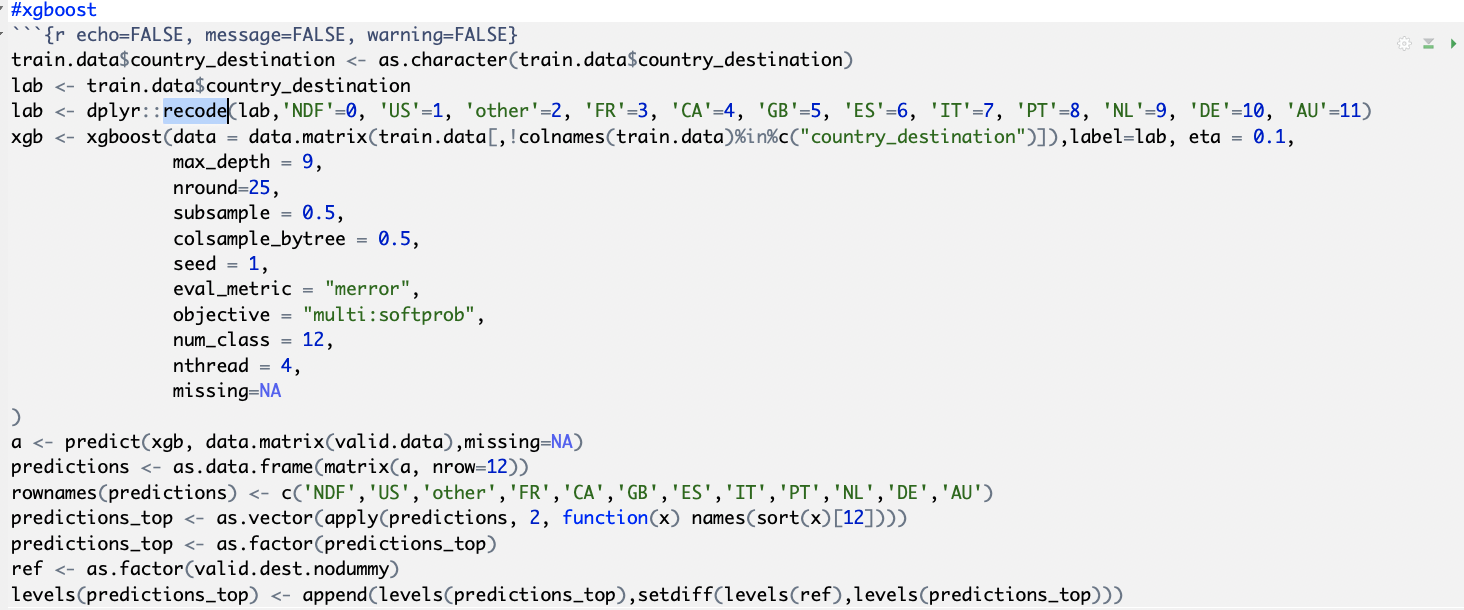 #xgboost
```{r echo=FALSE, message=FALSE, warning=FALSE}
train.data$country_destination <- as.character(train.data$country_destination)
lab <- train.data$country_destination
lab <- dplyr::recode(lab,'NDF'=0, 'US'=1, 'other'=2, 'FR'=3, 'CA'=4, 'GB'=5, 'ES'=6, 'IT'=7, 'PT'=8, 'NL'=9, 'DE'=10, 'AU'=11)
xgb <- xgboost(data = data.matrix(train.data[,!colnames(train.data)%in%c("country_destination")]),label=lab, eta = 0.1,
               max_depth = 9,
               nround=25,
               subsample = 0.5,
               colsample_bytree = 0.5,
               seed = 1,
               eval_metric = "merror",
               objective = "multi:softprob",
               num_class = 12,
               nthread = 4,
               missing=NA
)
a <- predict(xgb, data.matrix(valid.data),missing=NA)
predictions <- as.data.frame(matrix(a, nrow=12))
rownames(predictions) <- c('NDF','US','other','FR','CA','GB','ES','IT','PT','NL','DE','AU')
predictions_top <- as.vector(apply(predictions, 2, function(x) names(sort(x)[12])))
predictions_top <- as.factor(predictions_top)
ref <- as.factor(valid.dest.nodummy)
levels(predictions_top) <- append(levels(predictions_top),setdiff(levels(ref),levels(predictions_top)))